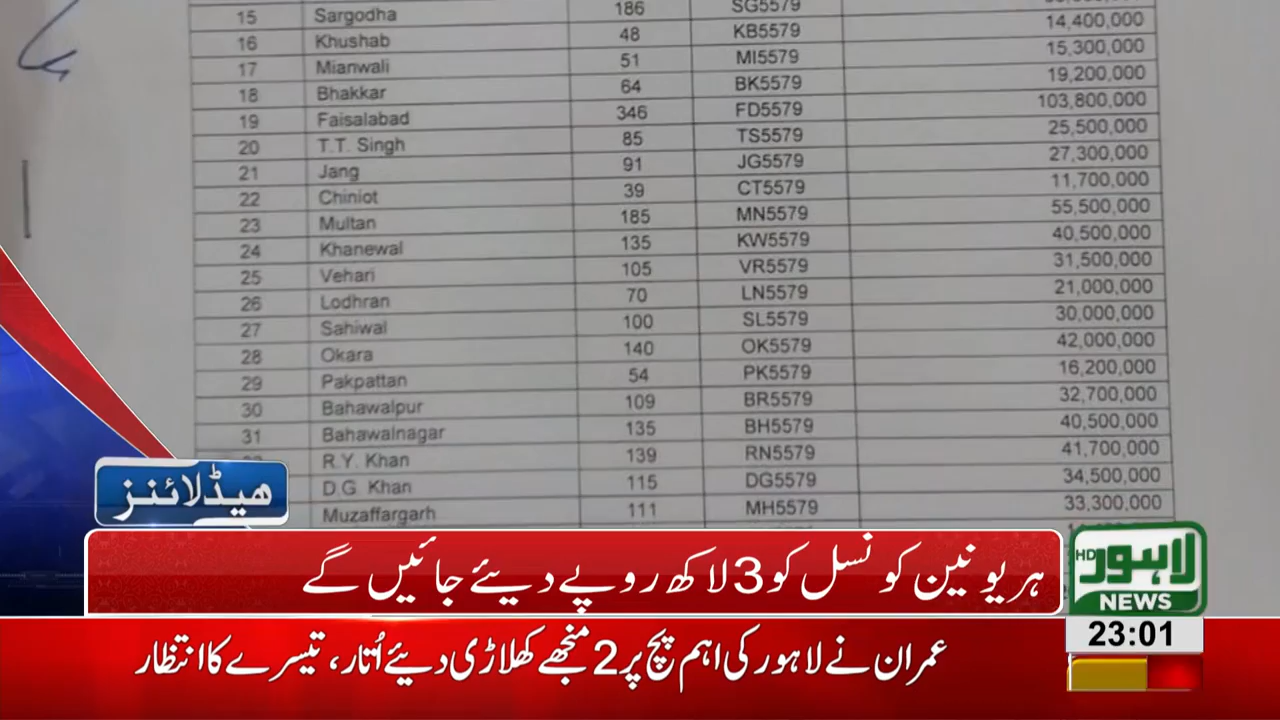 15 Sargodha 186 SG5579
16 Khushab 48 KB5579 14,400,000
17 Mianwali 51 MI5579 15,300,000
18 Bhakkar 64 BK5579 19,200,000
19 Faisalabad 346 FD5579 103,800,000
20 T.T. Singh 85 TS5579 25,500,000
21 Jang 91 JG5579 27,300,000
22 Chiniot 39 CT5579 11,700,000
23 Multan 185 MN5579 55,500,000
24 Khanewal 135 KW5579 40,500,000
25 Vehari 105 VR5579 31,500,000
26 Lodhran 70 LN5579 21,000,000
27 Sahiwal 100 SL5579 30,000,000
28 Okara 140 OK5579 42,000,000
29 Pakpattan 54 PK5579 16,200,000
30 Bahawalpur 109 BR5579 32,700,000
31 Bahawalnagar 135 BH5579 40,500,000
R.Y. Khan 139 RN5579 41,700,000
D.G. Khan 115 DG5579 34,500,000
Muzaffargarh 111 MH5579 33,300,000
ہیڈلائنز
ہر یونین کونسل کو 3 لاکھ روپے دیئے جائیں گے
لاہور HD
NEWS
23:01
عمران نے لاہور کی اہم پچ پر 2 منجھے کھلاڑی دیئے اُتار، تیسرے کا انتظار